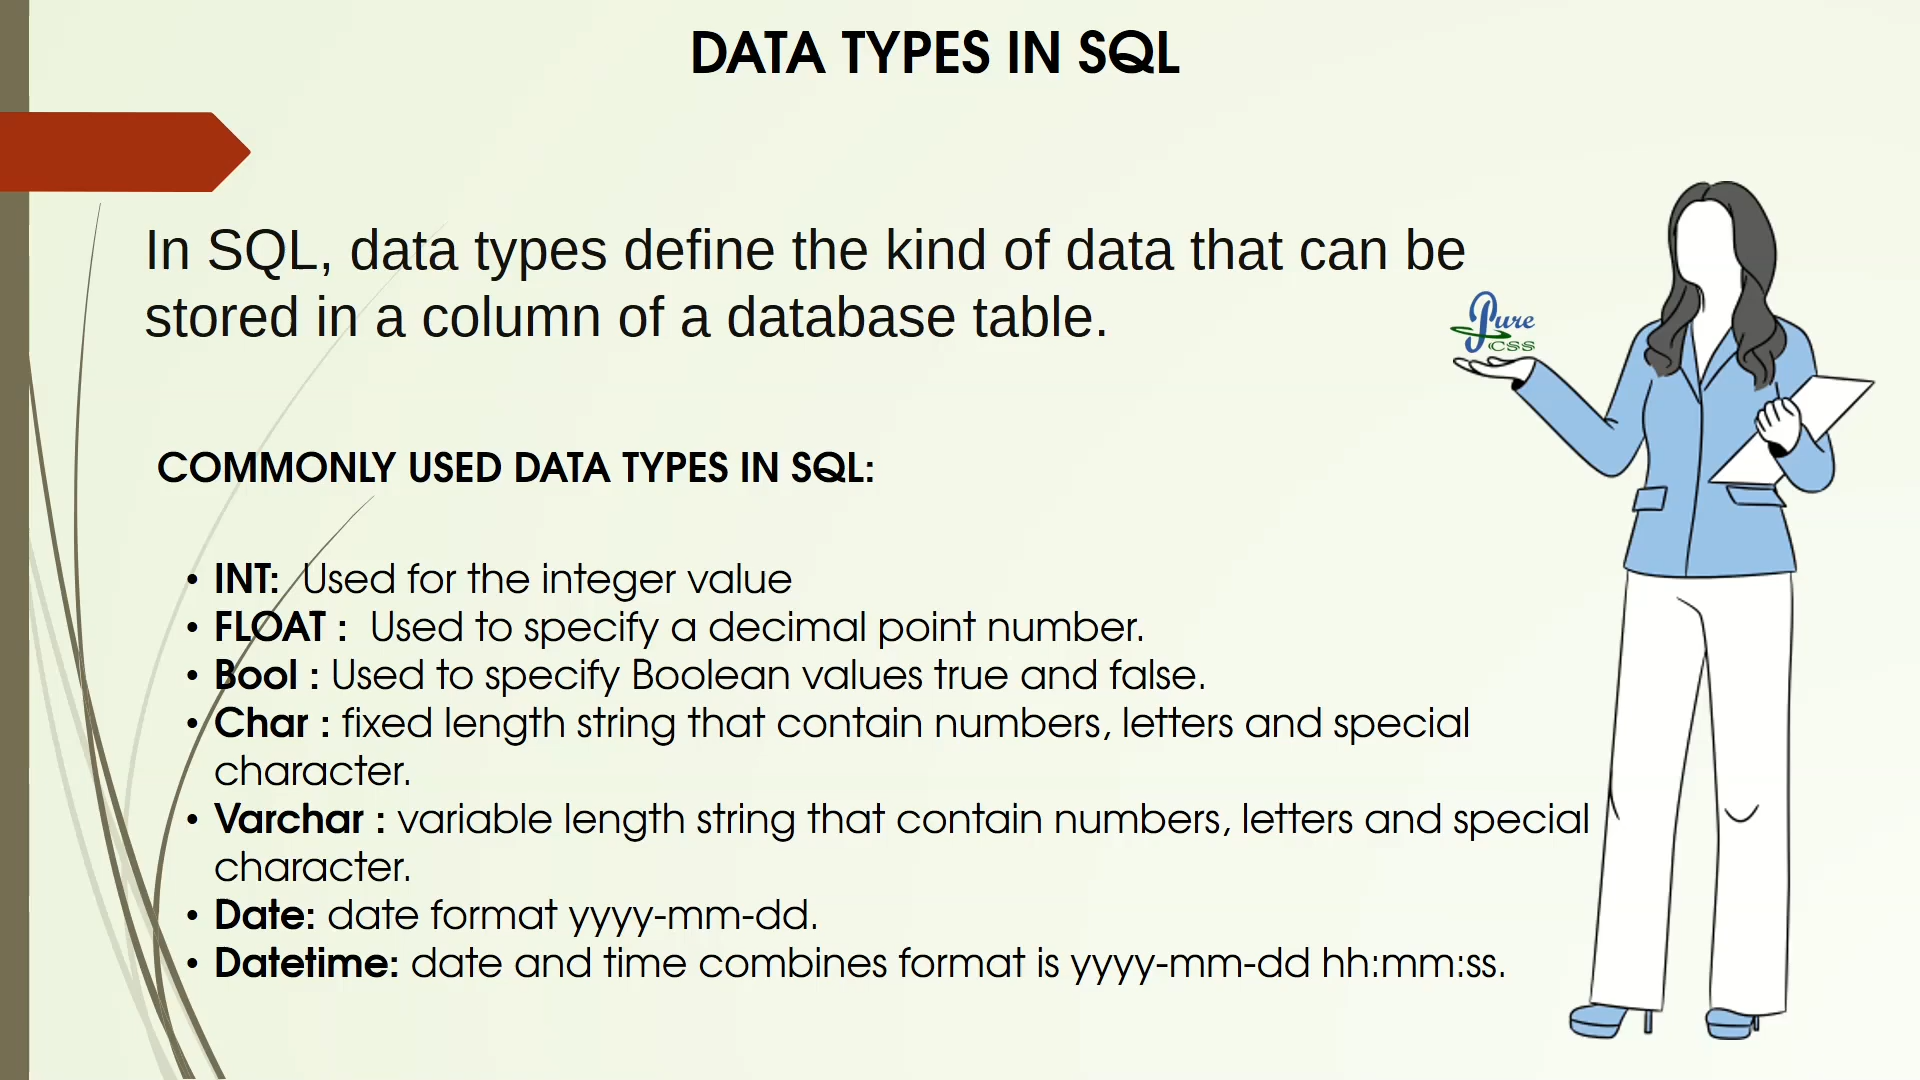 DATA TYPES IN SQL
In SQL, data types define the kind of data that can be
stored in a column of a database table.
Pure
CSS
COMMONLY USED DATA TYPES IN SQL:
• INT: Used for the integer value
• FLOAT : Used to specify a decimal point number.
• Bool : Used to specify Boolean values true and false.
• Char : fixed length string that contain numbers, letters and special
character.
• Varchar : variable length string that contain numbers, letters and special
character.
• Date: date format yyyy-mm-dd.
• Datetime: date and time combines format is yyyy-mm-dd hh:mm:ss.